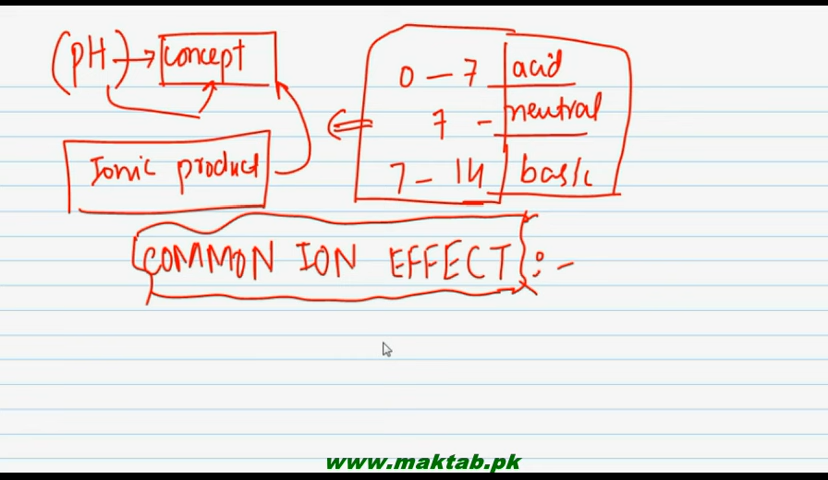 (pH) → concept
Ionic product
0 – 7 acid
7 – neutral
7 – 14 basic
COMMON ION EFFECT :-
www.maktab.pk